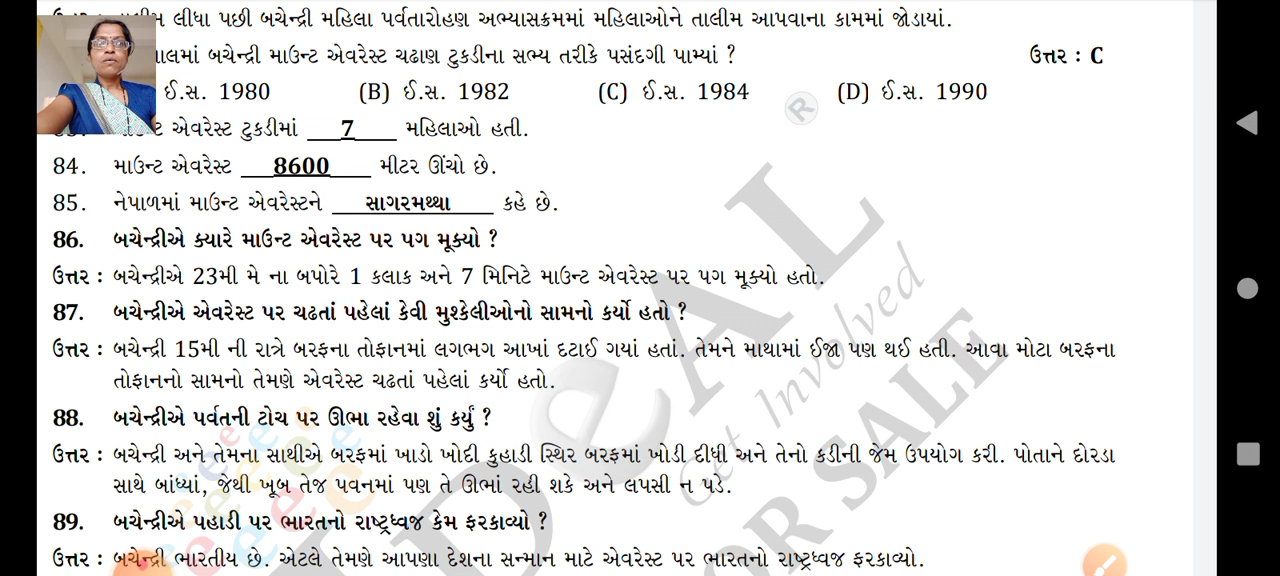 લીધા પછી બચેન્દ્રી મહિલા પર્વતારોહણ અભ્યાસક્રમમાં મહિલાઓને તાલીમ આપવાના કામમાં જોડાયાં.
બચેન્દ્રી માઉન્ટ એવરેસ્ટ ચઢાણ ટુકડીના સભ્ય તરીકે પસંદગી પામ્યાં ? ઉત્તર : C
ઈ.સ. 1980 (B) ઈ.સ. 1982 (C) ઈ.સ. 1984 (D) ઈ.સ. 1990
એવરેસ્ટ ટુકડીમાં 7 મહિલાઓ હતી.
84. માઉન્ટ એવરેસ્ટ 8600 મીટર ઊંચો છે.
85. નેપાળમાં માઉન્ટ એવરેસ્ટને સાગરમથ્થા કહે છે.
86. બચેન્દ્રીએ ક્યારે માઉન્ટ એવરેસ્ટ પર પગ મૂક્યો ?
ઉત્તર : બચેન્દ્રીએ 23મી મે ના બપોરે 1 કલાક અને 7 મિનિટે માઉન્ટ એવરેસ્ટ પર પગ મૂક્યો હતો.
87. બચેન્દ્રીએ એવરેસ્ટ પર ચઢતાં પહેલાં કેવી મુશ્કેલીઓનો સામનો કર્યો હતો ?
ઉત્તર : બચેન્દ્રી 15મી ની રાત્રે બરફના તોફાનમાં લગભગ આખાં દટાઈ ગયાં હતાં. તેમને માથામાં ઈજા પણ થઈ હતી. આવા મોટા બરફના
તોફાનનો સામનો તેમણે એવરેસ્ટ ચઢતાં પહેલાં કર્યો હતો.
88. બચેન્દ્રીએ પર્વતની ટોચ પર ઊભા રહેવા શું કર્યું ?
ઉત્તર : બચેન્દ્રી અને તેમના સાથીએ બરફમાં ખાડો ખોદી કુહાડી સ્થિર બરફમાં ખોડી દીધી અને તેનો કડીની જેમ ઉપયોગ કરી. પોતાને દોરડા
સાથે બાંધ્યાં, જેથી ખૂબ તેજ પવનમાં પણ તે ઊભાં રહી શકે અને લપસી ન પડે.
89. બચેન્દ્રીએ પહાડી પર ભારતનો રાષ્ટ્રધ્વજ કેમ ફરકાવ્યો ?
ઉત્તર : બચેન્દ્રી ભારતીય છે. એટલે તેમણે આપણા દેશના સન્માન માટે એવરેસ્ટ પર ભારતનો રાષ્ટ્રધ્વજ ફરકાવ્યો.
IDeAL
Get Involved
FOR SALE